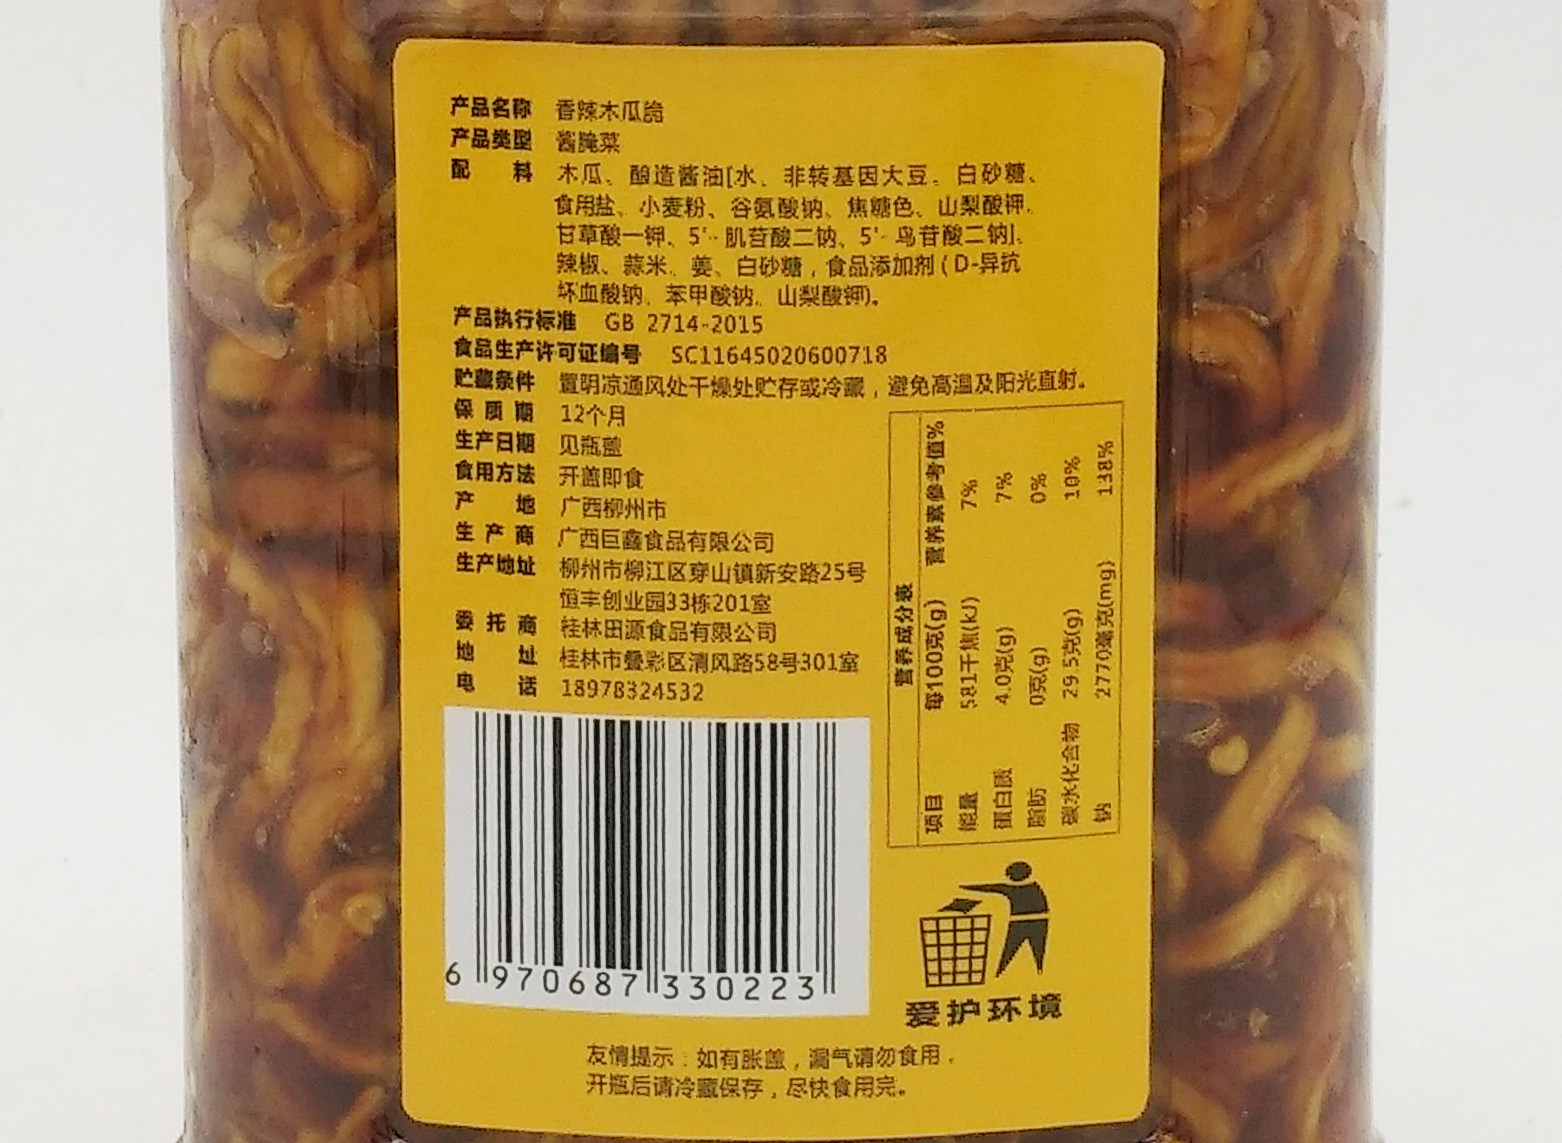 产品名称 香辣木瓜脆
产品类型 酱腌菜
配 料 木瓜、酿造酱油[水、非转基因大豆、白砂糖、
食用盐、小麦粉、谷氨酸钠、焦糖色、山梨酸钾、
甘草酸一钾、5'-肌苷酸二钠、5'-鸟苷酸二钠]、
辣椒、蒜米、姜、白砂糖，食品添加剂(D-异抗
坏血酸钠、苯甲酸钠、山梨酸钾)。
产品执行标准 GB 2714-2015
食品生产许可证编号 SC11645020600718
贮藏条件 置明凉通风处干燥处贮存或冷藏，避免高温及阳光直射。
保质期 12个月
生产日期 见瓶盖
食用方法 开盖即食
产 地 广西柳州市
生产商 广西巨鑫食品有限公司
生产地址 柳州市柳江区穿山镇新安路25号
恒丰创业园33栋201室
委托商 桂林田源食品有限公司
地 址 桂林市叠彩区清风路58号301室
电 话 18978324532
营养成分表
项目 每100克(g) 营养素参考值%
能量 581千焦(kJ) 7%
蛋白质 4.0克(g) 7%
脂肪 0克(g) 0%
碳水化合物 29.5克(g) 10%
钠 2770毫克(mg) 138%
6 970687 330223
爱护环境
友情提示：如有胀盖，漏气请勿食用。
开瓶后请冷藏保存，尽快食用完。